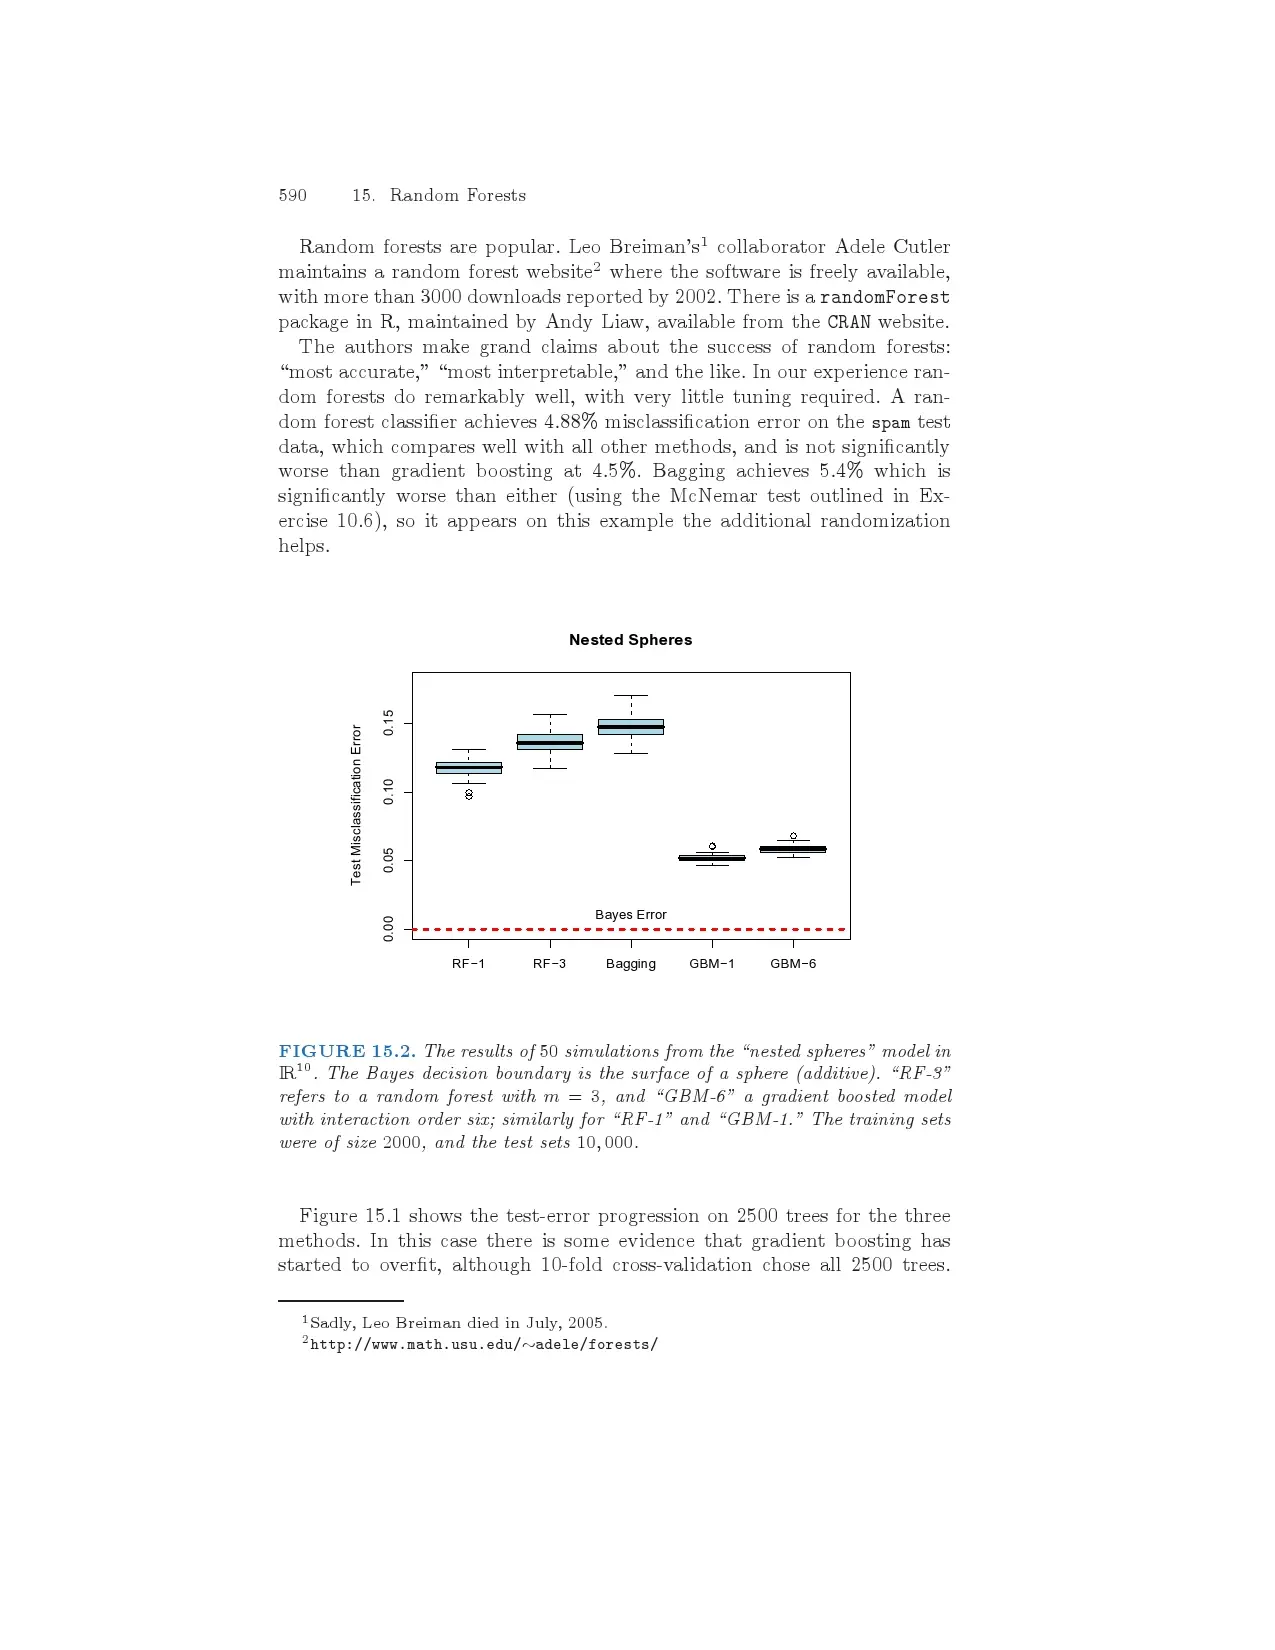 590 15. Random Forests
Random forests are popular. Leo Breiman's¹ collaborator Adele Cutler
maintains a random forest website² where the software is freely available,
with more than 3000 downloads reported by 2002. There is a randomForest
package in R, maintained by Andy Liaw, available from the CRAN website.
The authors make grand claims about the success of random forests:
“most accurate,” “most interpretable,” and the like. In our experience ran-
dom forests do remarkably well, with very little tuning required. A ran-
dom forest classifier achieves 4.88% misclassification error on the spam test
data, which compares well with all other methods, and is not significantly
worse than gradient boosting at 4.5%. Bagging achieves 5.4% which is
significantly worse than either (using the McNemar test outlined in Ex-
ercise 10.6), so it appears on this example the additional randomization
helps.
Nested Spheres
Test Misclassification Error
0.15
0.10
0.05
0.00
Bayes Error
RF−1 RF−3 Bagging GBM−1 GBM−6
FIGURE 15.2. The results of 50 simulations from the “nested spheres” model in
IR¹⁰. The Bayes decision boundary is the surface of a sphere (additive). “RF-3”
refers to a random forest with m = 3, and “GBM-6” a gradient boosted model
with interaction order six; similarly for “RF-1” and “GBM-1.” The training sets
were of size 2000, and the test sets 10,000.
Figure 15.1 shows the test-error progression on 2500 trees for the three
methods. In this case there is some evidence that gradient boosting has
started to overfit, although 10-fold cross-validation chose all 2500 trees.
¹Sadly, Leo Breiman died in July, 2005.
²http://www.math.usu.edu/∼adele/forests/